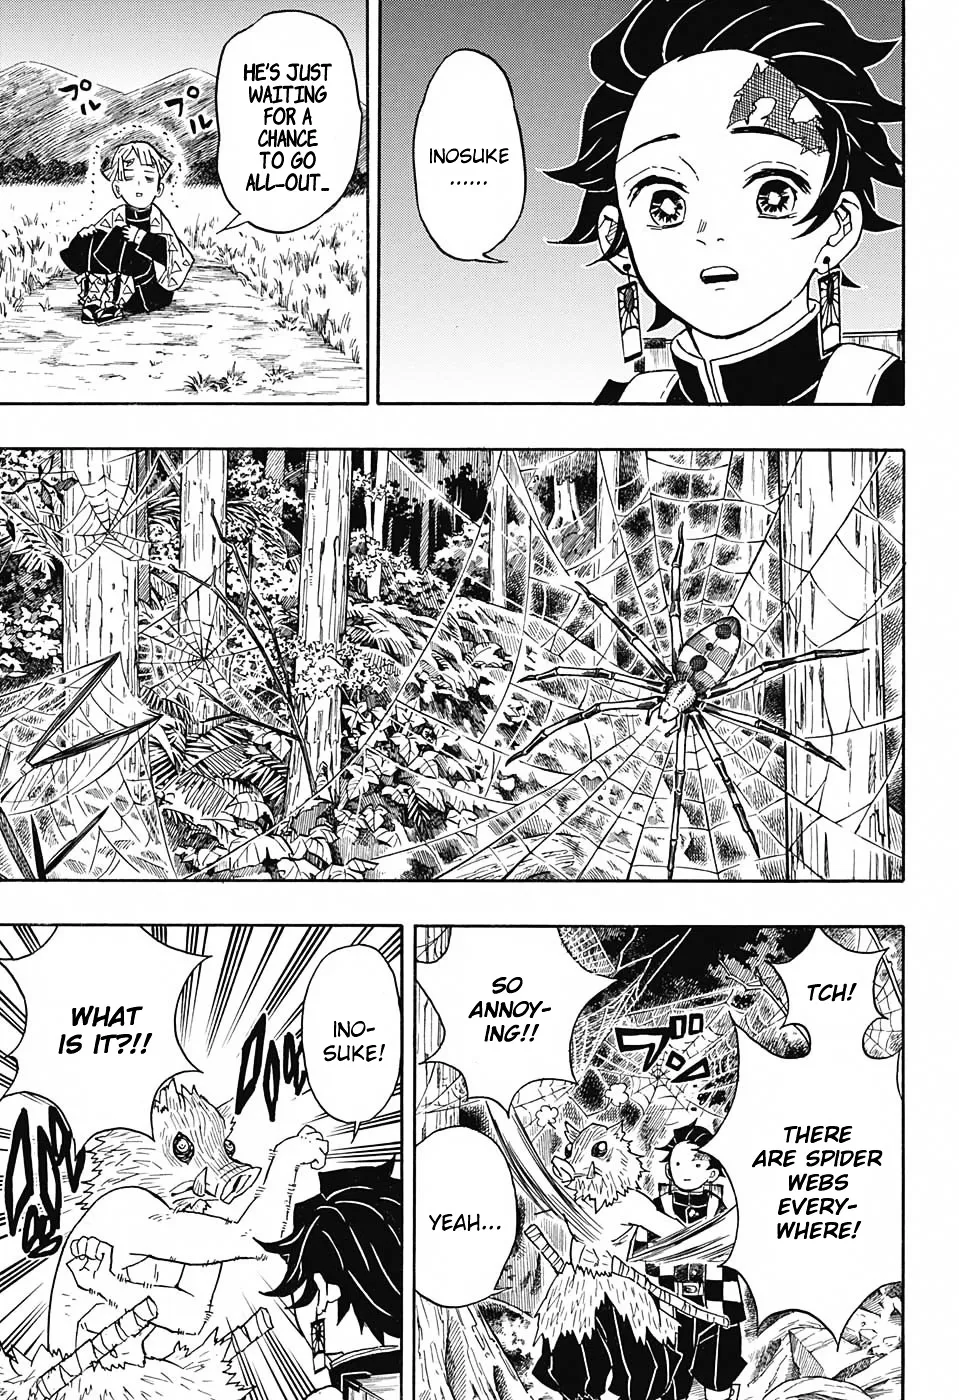 INOSUKE
......
HE'S JUST
WAITING
FOR A
CHANCE
TO GO
ALL-OUT...
プル
プル
TCH!
THERE
ARE SPIDER
WEBS
EVERY-
WHERE!
SO
ANNOY-
ING!!
YEAH...
INO-
SUKE!
WHAT
IS IT?!!